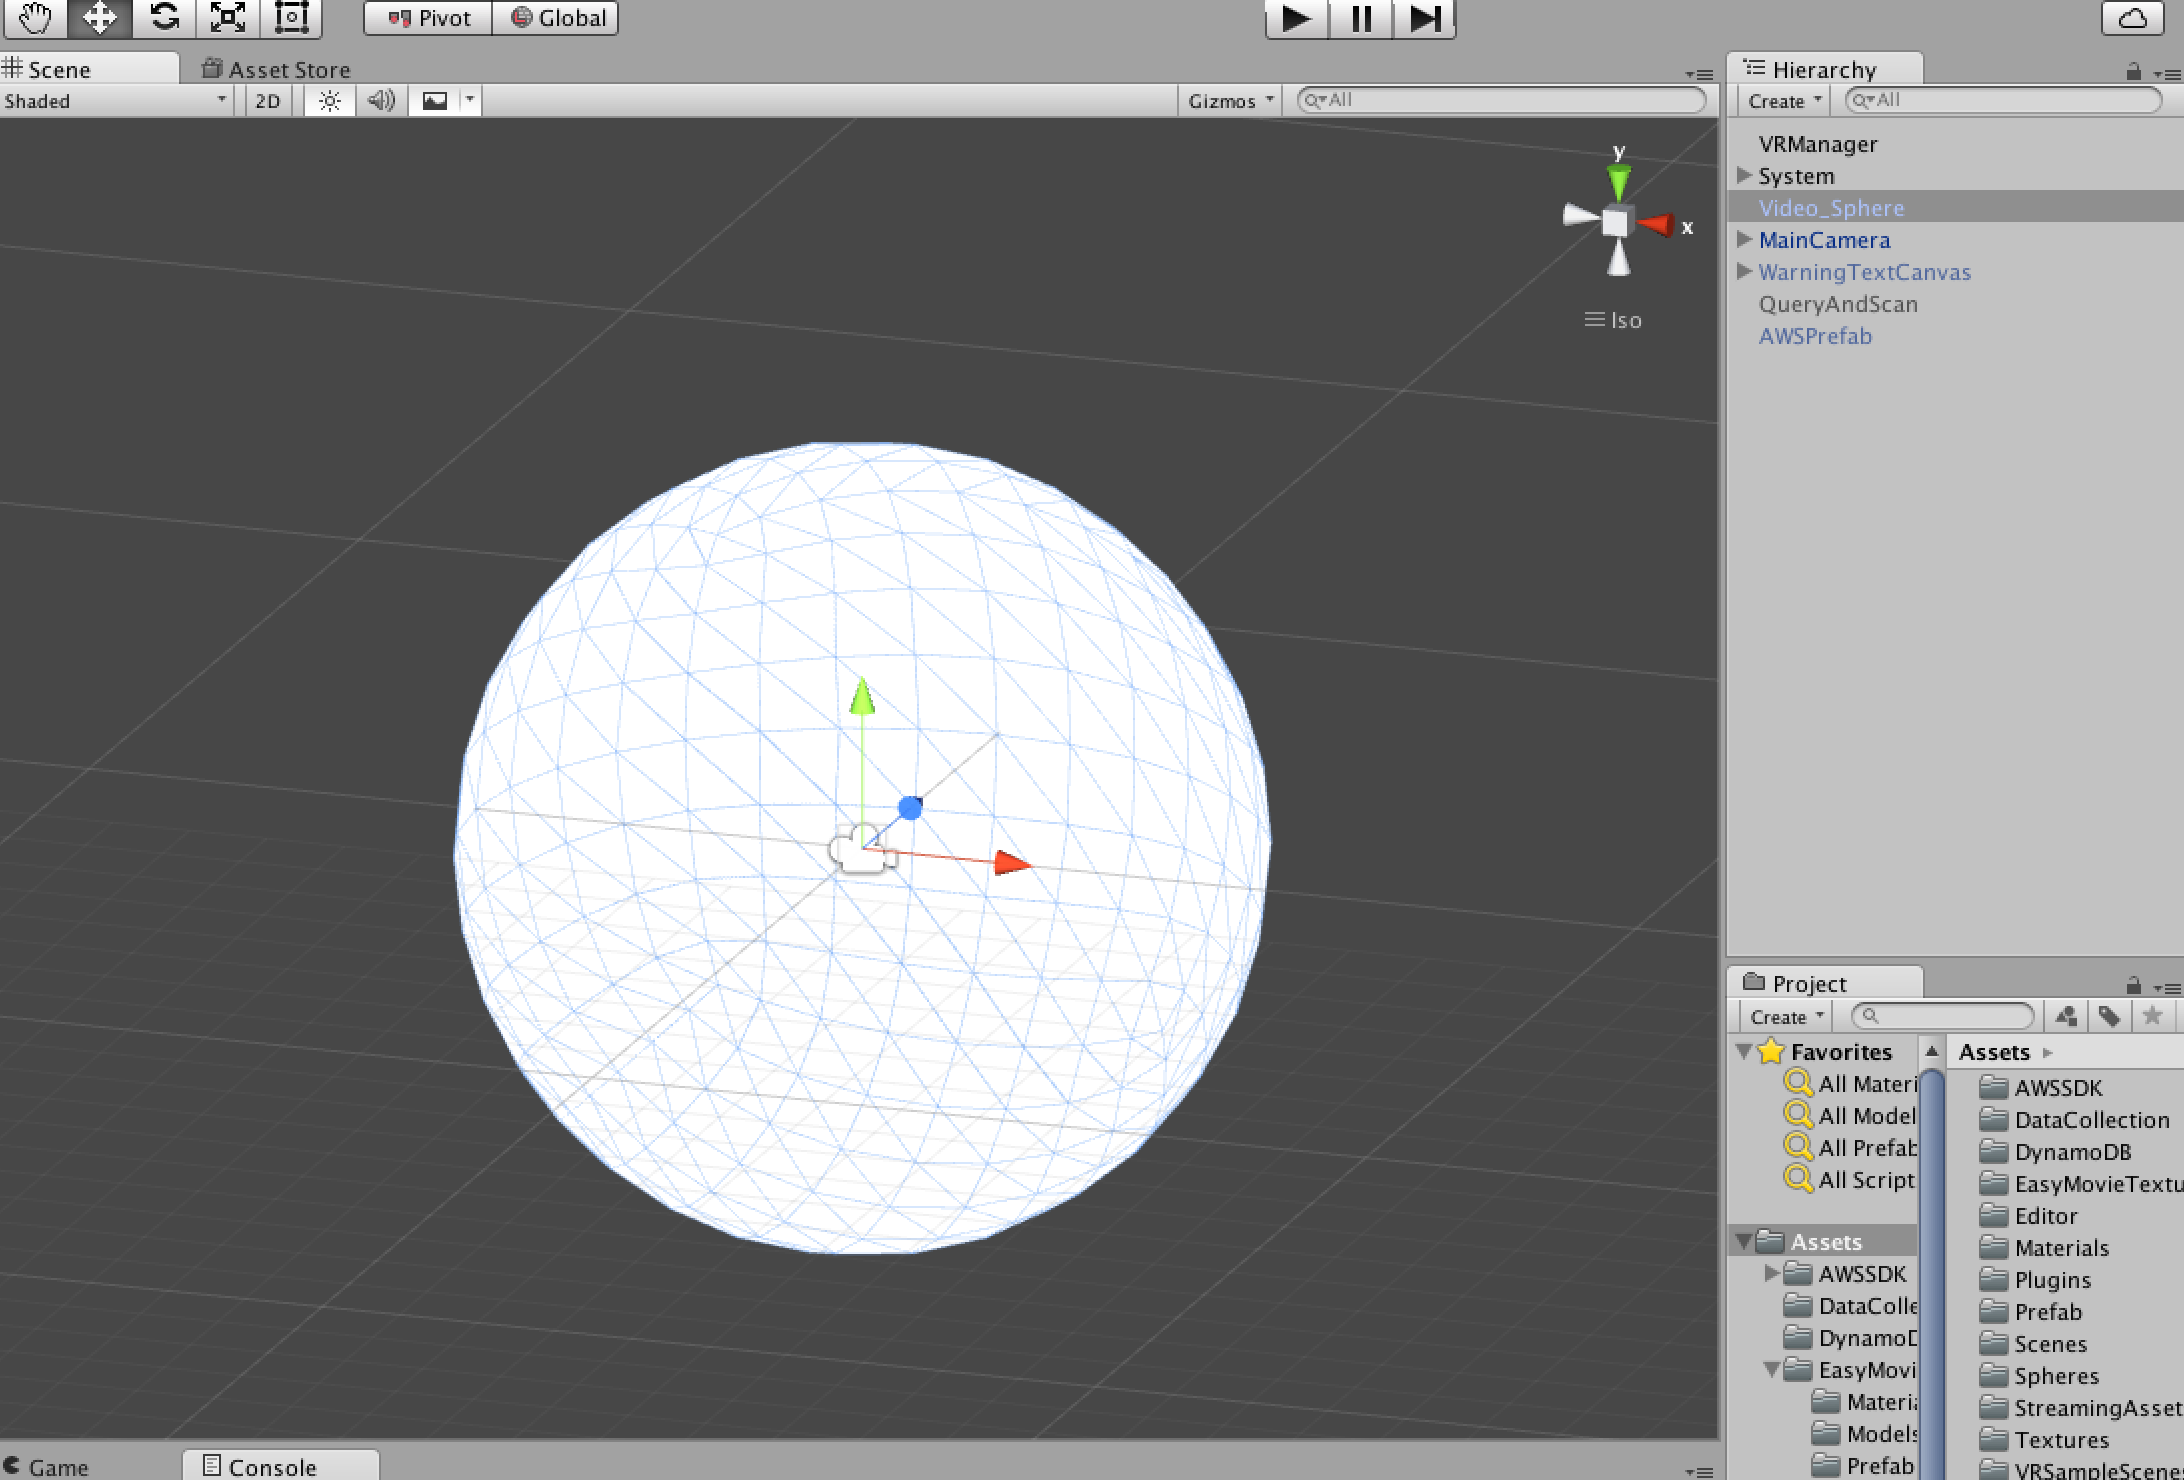 Pivot Global
Scene Asset Store
Shaded 2D Gizmos All
y
x
Iso
Hierarchy
Create All
VRManager
System
Video_Sphere
MainCamera
WarningTextCanvas
QueryAndScan
AWSPrefab
Project
Create
Favorites
All Materi
All Model
All Prefab
All Script
Assets
AWSSDK
DataColle
DynamoD
EasyMovi
Materia
Models
Prefab
Assets
AWSSDK
DataCollection
DynamoDB
EasyMovieTextu
Editor
Materials
Plugins
Prefab
Scenes
Spheres
StreamingAsset
Textures
VRSampleScene
Game Console